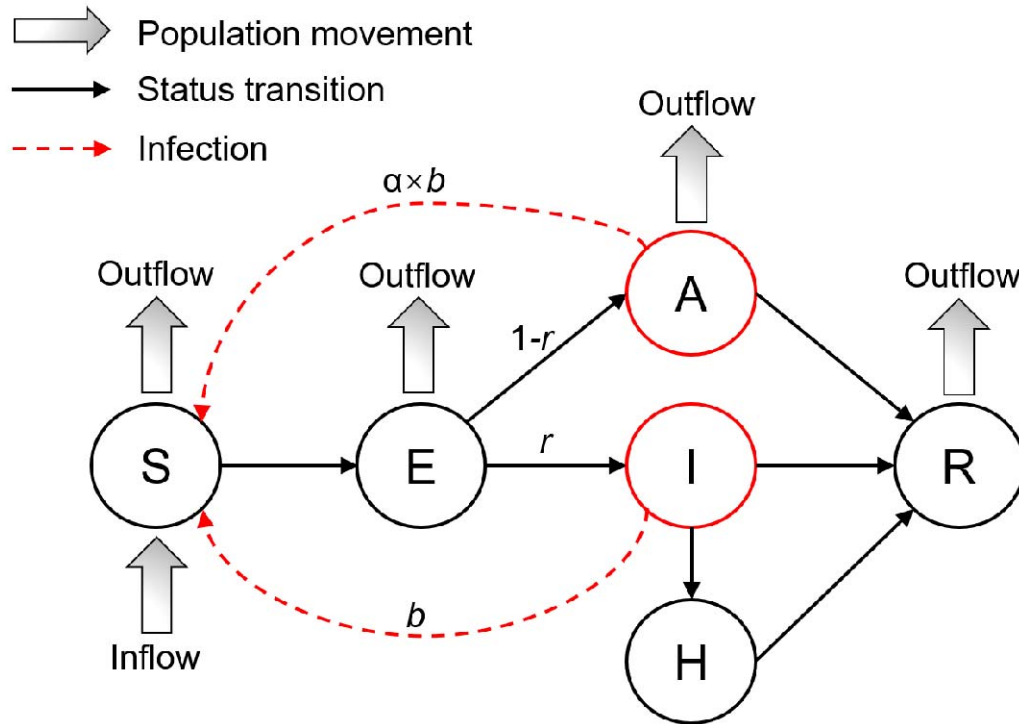 Population movement
Status transition
Infection
Outflow
α×b
Outflow
Outflow
A
Outflow
1-r
S
E
r
I
R
b
Inflow
H